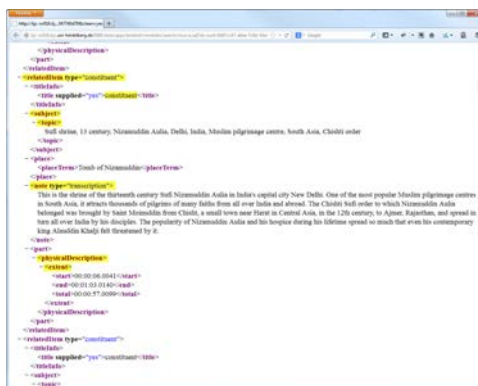 </physicalDescription>
</part>
</relatedItem>
- <relatedItem type="constituent">
- <titleInfo>
<title supplied="yes">constituent</title>
</titleInfo>
- <subject>
- <topic>
Sufi shrine, 13 century, Nizamuddin Aulia, Delhi, India, Muslim pilgrimage centre, South Asia, Chishti order
</topic>
</subject>
- <place>
<placeTerm>Tomb of Nizamuddin</placeTerm>
</place>
- <note type="transcription">
This is the shrine of the thirteenth century Sufi Nizamuddin Aulia in India's capital city New Delhi. One of the most popular Muslim pilgrimage centres
in South Asia, it attracts thousands of pilgrims of many faiths from all over India and abroad. The Chishti Sufi order to which Nizamuddin Aulia
belonged was brought by Saint Moinuddin from Chisht, a small town near Harat in Central Asia, in the 12th century, to Ajmer, Rajasthan, and spread in
turn all over India by his disciples. The popularity of Nizamuddin Aulia and his hospice during his lifetime spread so much that even his contemporary
king Alauddin Khalji felt threatened by it.
</note>
- <part>
- <physicalDescription>
- <extent>
<start>00:00:06.0041</start>
<end>00:01:03.0140</end>
<total>00:00:57.0099</total>
</extent>
</physicalDescription>
</part>
</relatedItem>
- <relatedItem type="constituent">
- <titleInfo>
<title supplied="yes">constituent</title>
</titleInfo>
- <subject>
- <topic>